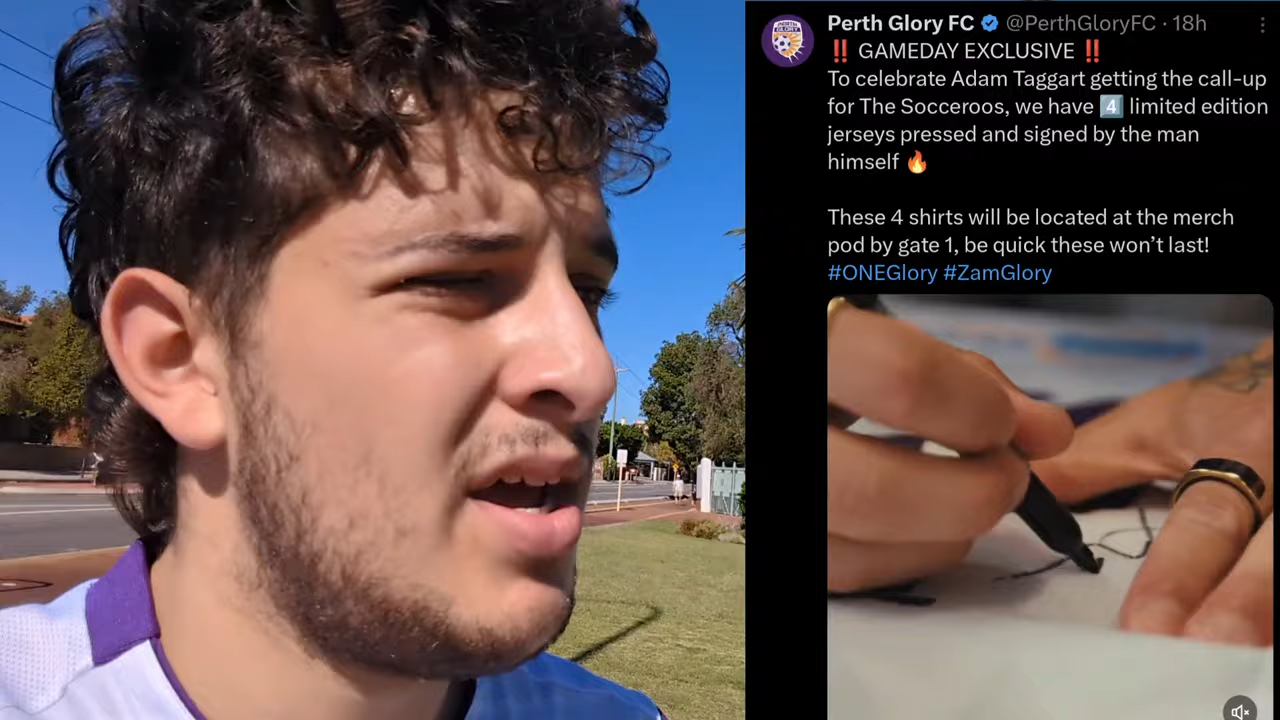 Perth Glory FC @PerthGloryFC · 18h
‼️ GAMEDAY EXCLUSIVE ‼️
To celebrate Adam Taggart getting the call-up
for The Socceroos, we have 4️⃣ limited edition
jerseys pressed and signed by the man
himself 🔥
These 4 shirts will be located at the merch
pod by gate 1, be quick these won’t last!
#ONEGlory #ZamGlory